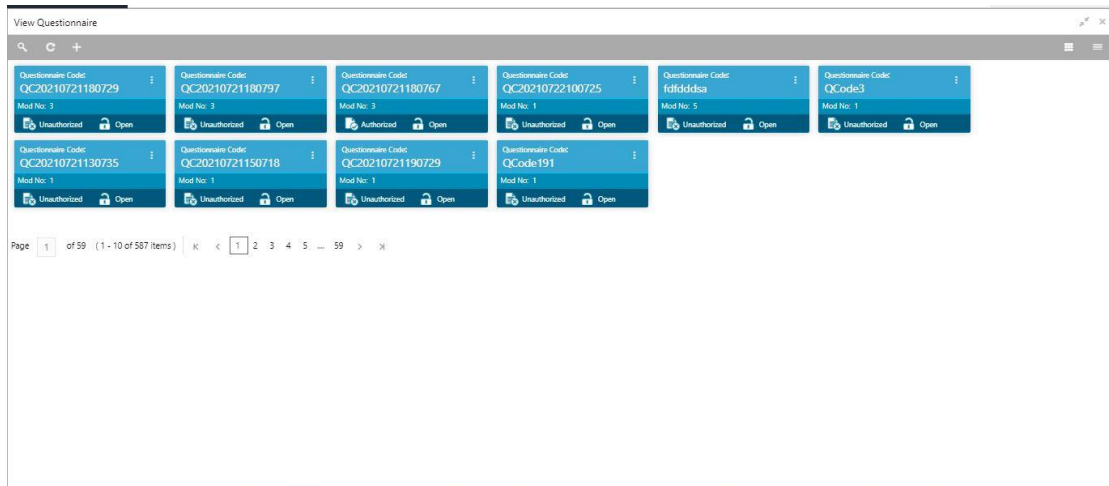 View Questionnaire
Questionnaire Code: Questionnaire Code: Questionnaire Code: Questionnaire Code: Questionnaire Code: Questionnaire Code:
QC20210721180729 QC20210721180797 QC20210721180767 QC20210722100725 fdfdddsa QCode3
Mod No: 3 Mod No: 3 Mod No: 3 Mod No: 1 Mod No: 5 Mod No: 1
Unauthorized Open Unauthorized Open Authorized Open Unauthorized Open Unauthorized Open Unauthorized Open
Questionnaire Code: Questionnaire Code: Questionnaire Code: Questionnaire Code:
QC20210721130735 QC20210721150718 QC20210721190729 QCode191
Mod No: 1 Mod No: 1 Mod No: 1 Mod No: 1
Unauthorized Open Unauthorized Open Unauthorized Open Unauthorized Open
Page 1 of 59 (1 - 10 of 587 items) 1 2 3 4 5 ... 59